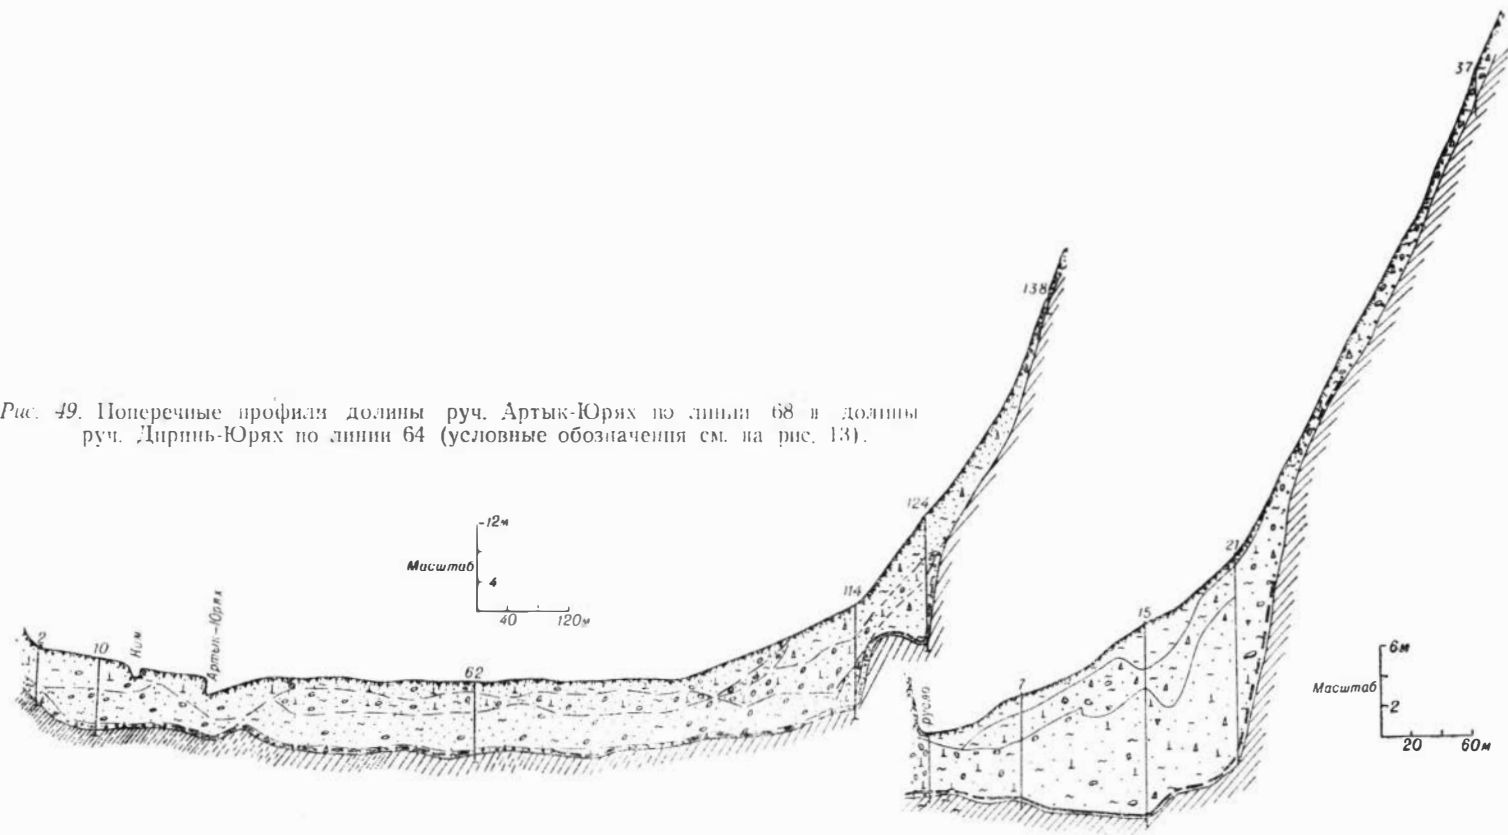 37
138
Рис. 49. Поперечные профили долины руч. Артык-Юрях по линии 68 и долины
руч. Диринь-Юрях по линии 64 (условные обозначения см. на рис. 13).
124
12м
Масштаб
4
40 120м
21
114
15
2
10
Артык-Юрях
62
7
русло
6м
Масштаб
2
20 60м